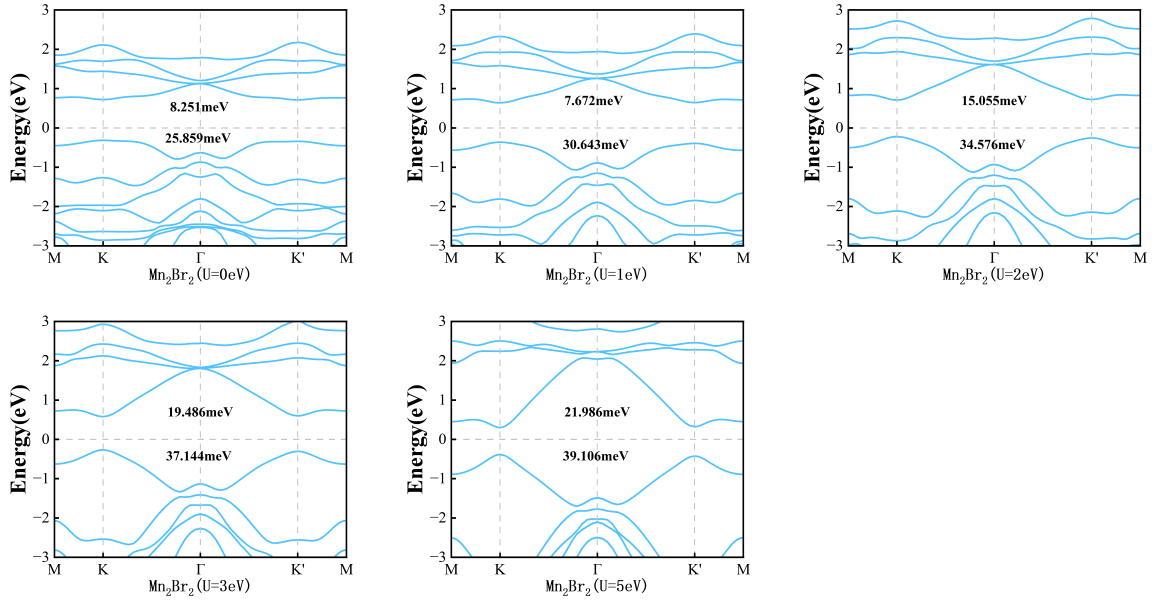 3
2
1
0
−1
−2
−3
Energy(eV)
8.251meV
25.859meV
M K Γ K' M
Mn₂Br₂(U=0eV)
3
2
1
0
−1
−2
−3
Energy(eV)
7.672meV
30.643meV
M K Γ K' M
Mn₂Br₂(U=1eV)
3
2
1
0
−1
−2
−3
Energy(eV)
15.055meV
34.576meV
M K Γ K' M
Mn₂Br₂(U=2eV)
3
2
1
0
−1
−2
−3
Energy(eV)
19.486meV
37.144meV
M K Γ K' M
Mn₂Br₂(U=3eV)
3
2
1
0
−1
−2
−3
Energy(eV)
21.986meV
39.106meV
M K Γ K' M
Mn₂Br₂(U=5eV)